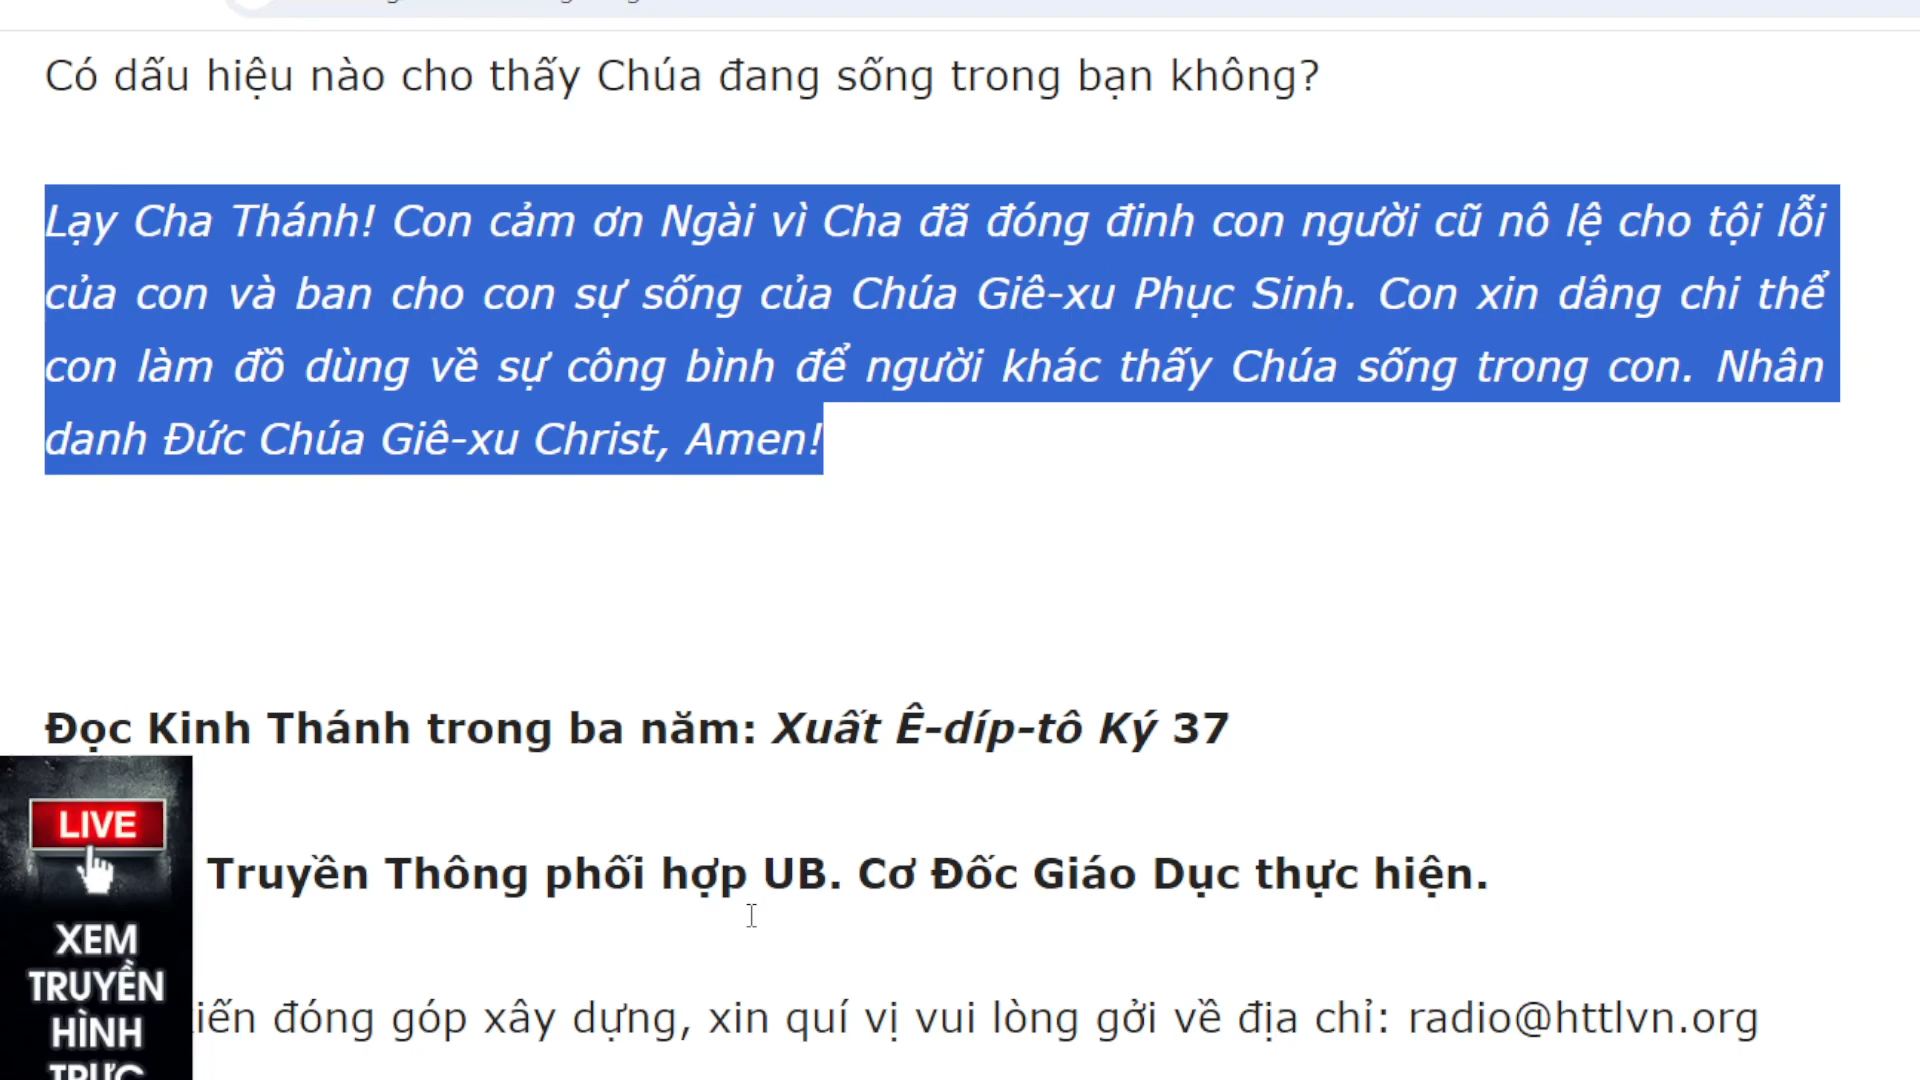 Có dấu hiệu nào cho thấy Chúa đang sống trong bạn không?
Lạy Cha Thánh! Con cảm ơn Ngài vì Cha đã đóng đinh con người cũ nô lệ cho tội lỗi
của con và ban cho con sự sống của Chúa Giê-xu Phục Sinh. Con xin dâng chi thể
con làm đồ dùng về sự công bình để người khác thấy Chúa sống trong con. Nhân
danh Đức Chúa Giê-xu Christ, Amen!
Đọc Kinh Thánh trong ba năm: Xuất Ê-díp-tô Ký 37
Truyền Thông phối hợp UB. Cơ Đốc Giáo Dục thực hiện.
đóng góp xây dựng, xin quí vị vui lòng gởi về địa chỉ: radio@httlvn.org
LIVE
XEM
TRUYỀN
HÌNH
TRỰC